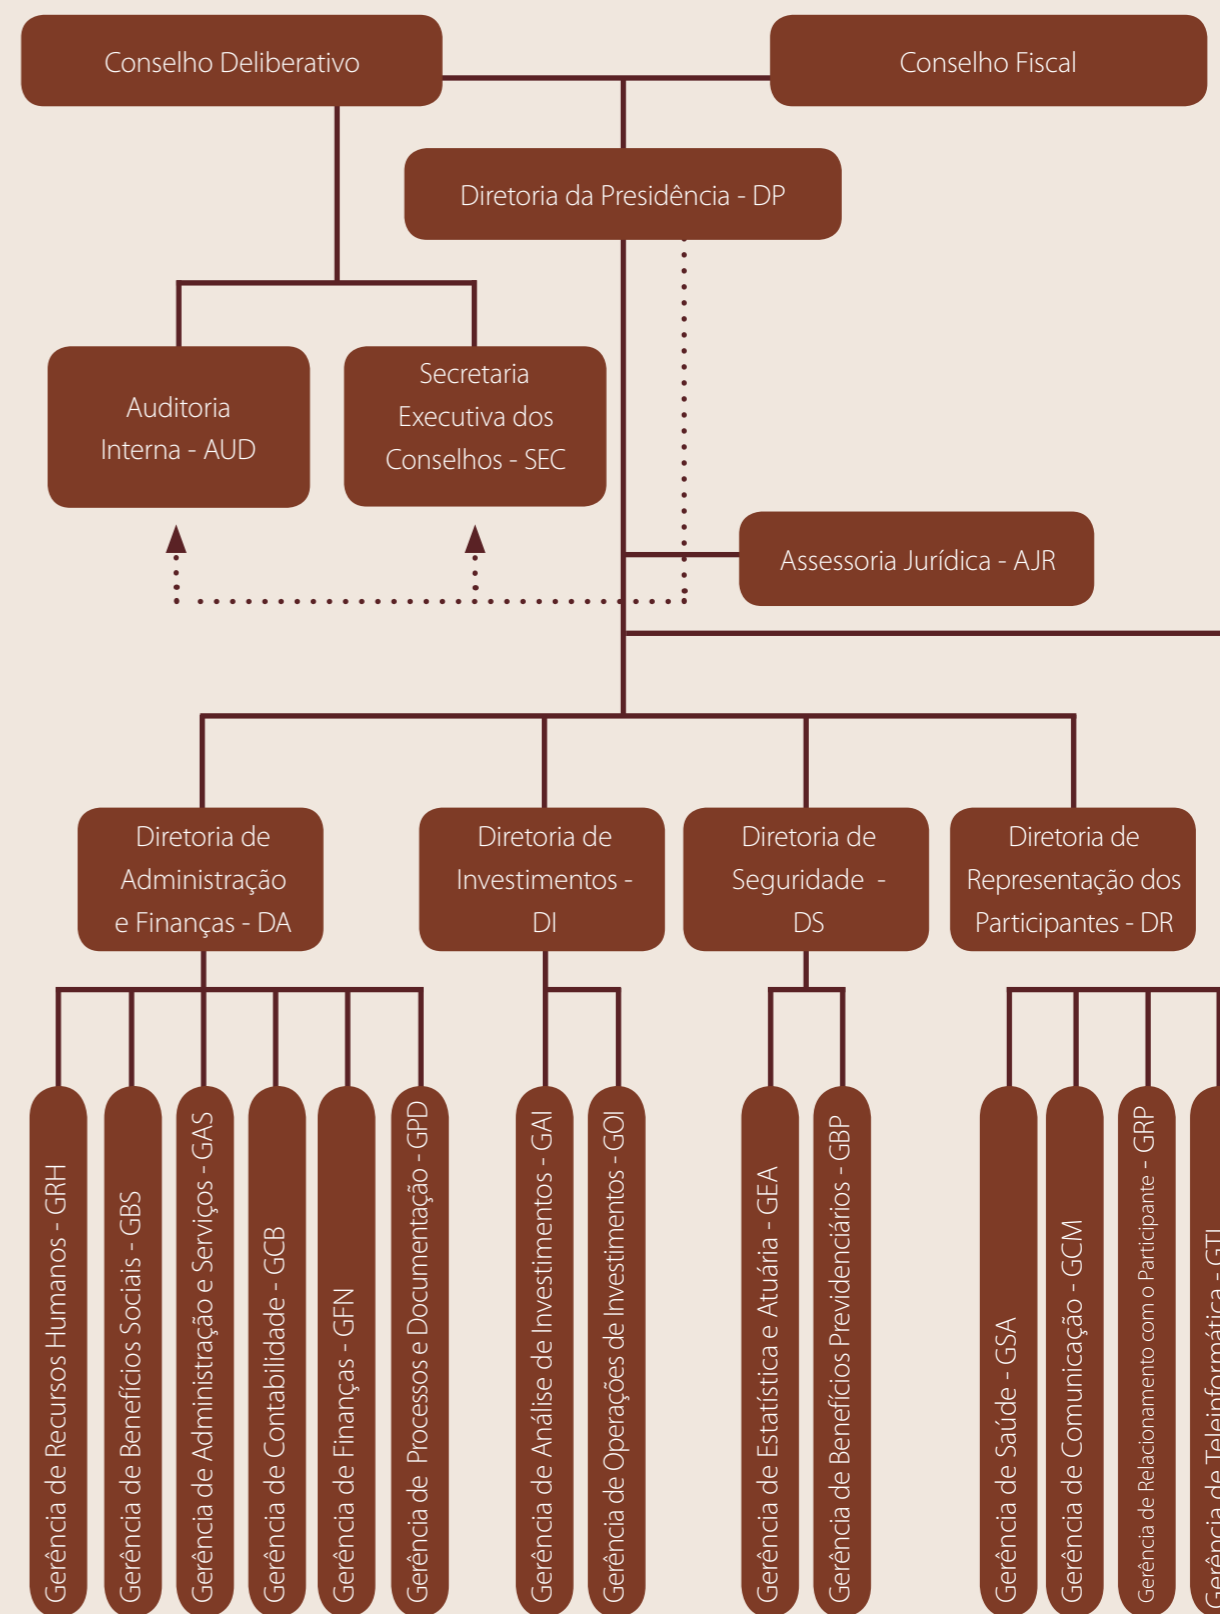 Conselho Deliberativo
Conselho Fiscal
Diretoria da Presidência - DP
Auditoria
Interna - AUD
Secretaria
Executiva dos
Conselhos - SEC
Assessoria Jurídica - AJR
Diretoria de
Administração
e Finanças - DA
Diretoria de
Investimentos -
DI
Diretoria de
Seguridade -
DS
Diretoria de
Representação dos
Participantes - DR
Gerência de Recursos Humanos - GRH
Gerência de Benefícios Sociais - GBS
Gerência de Administração e Serviços - GAS
Gerência de Contabilidade - GCB
Gerência de Finanças - GFN
Gerência de Processos e Documentação - GPD
Gerência de Análise de Investimentos - GAI
Gerência de Operações de Investimentos - GOI
Gerência de Estatística e Atuária - GEA
Gerência de Benefícios Previdenciários - GBP
Gerência de Saúde - GSA
Gerência de Comunicação - GCM
Gerência de Relacionamento com o Participante - GRP
Gerência de Teleinformática - GTI